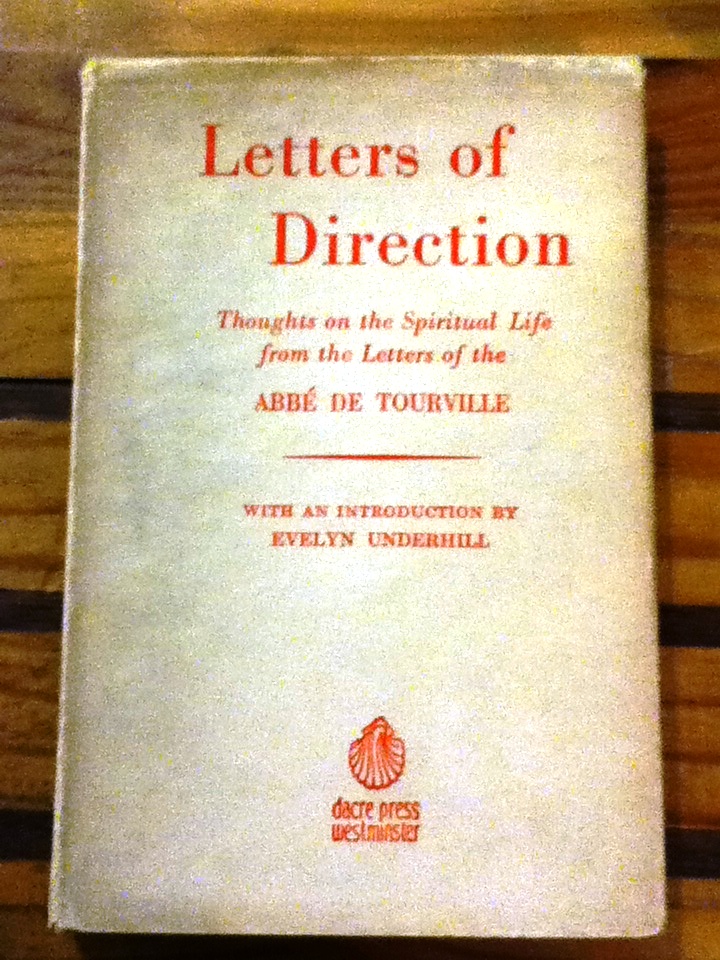 Letters of
Direction
Thoughts on the Spiritual Life
from the Letters of the
ABBÉ DE TOURVILLE
WITH AN INTRODUCTION BY
EVELYN UNDERHILL
dacre press
westminster